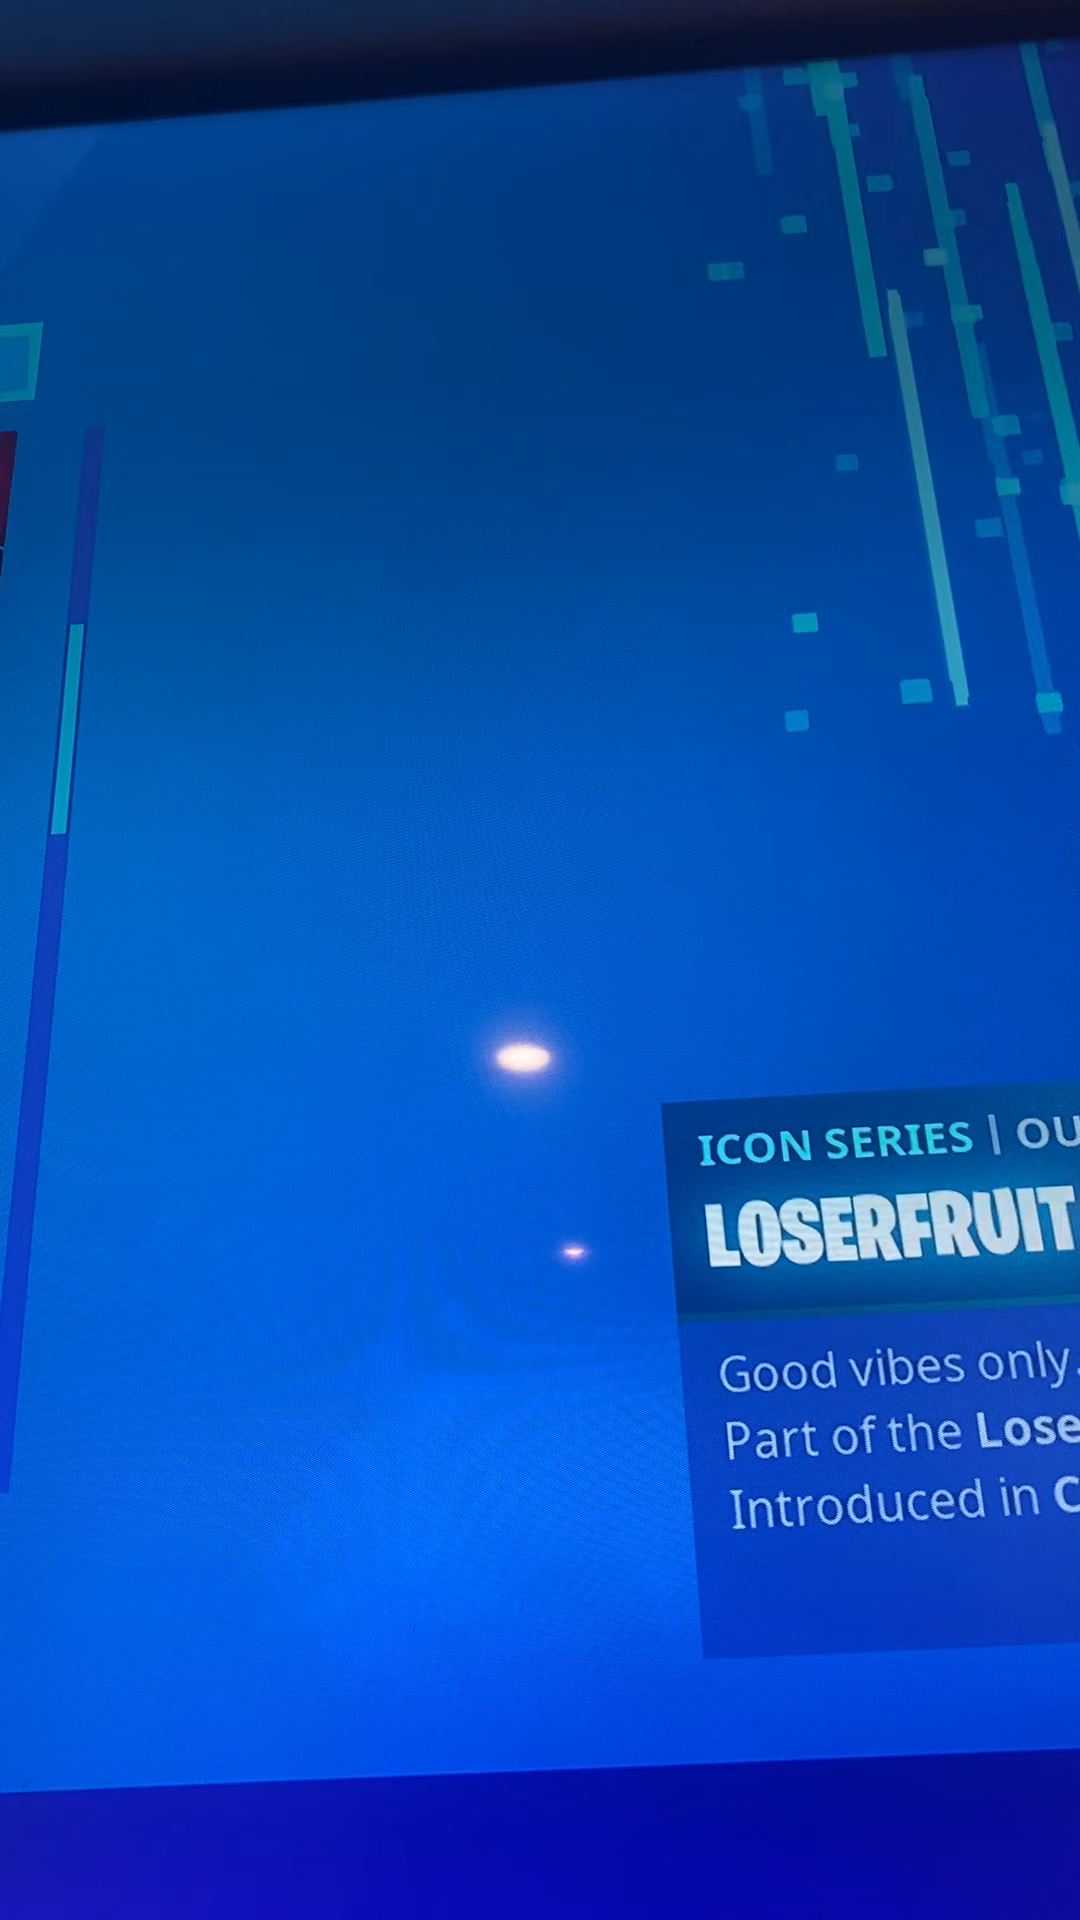 ICON SERIES | OU
LOSERFRUIT
Good vibes only.
Part of the Lose
Introduced in C